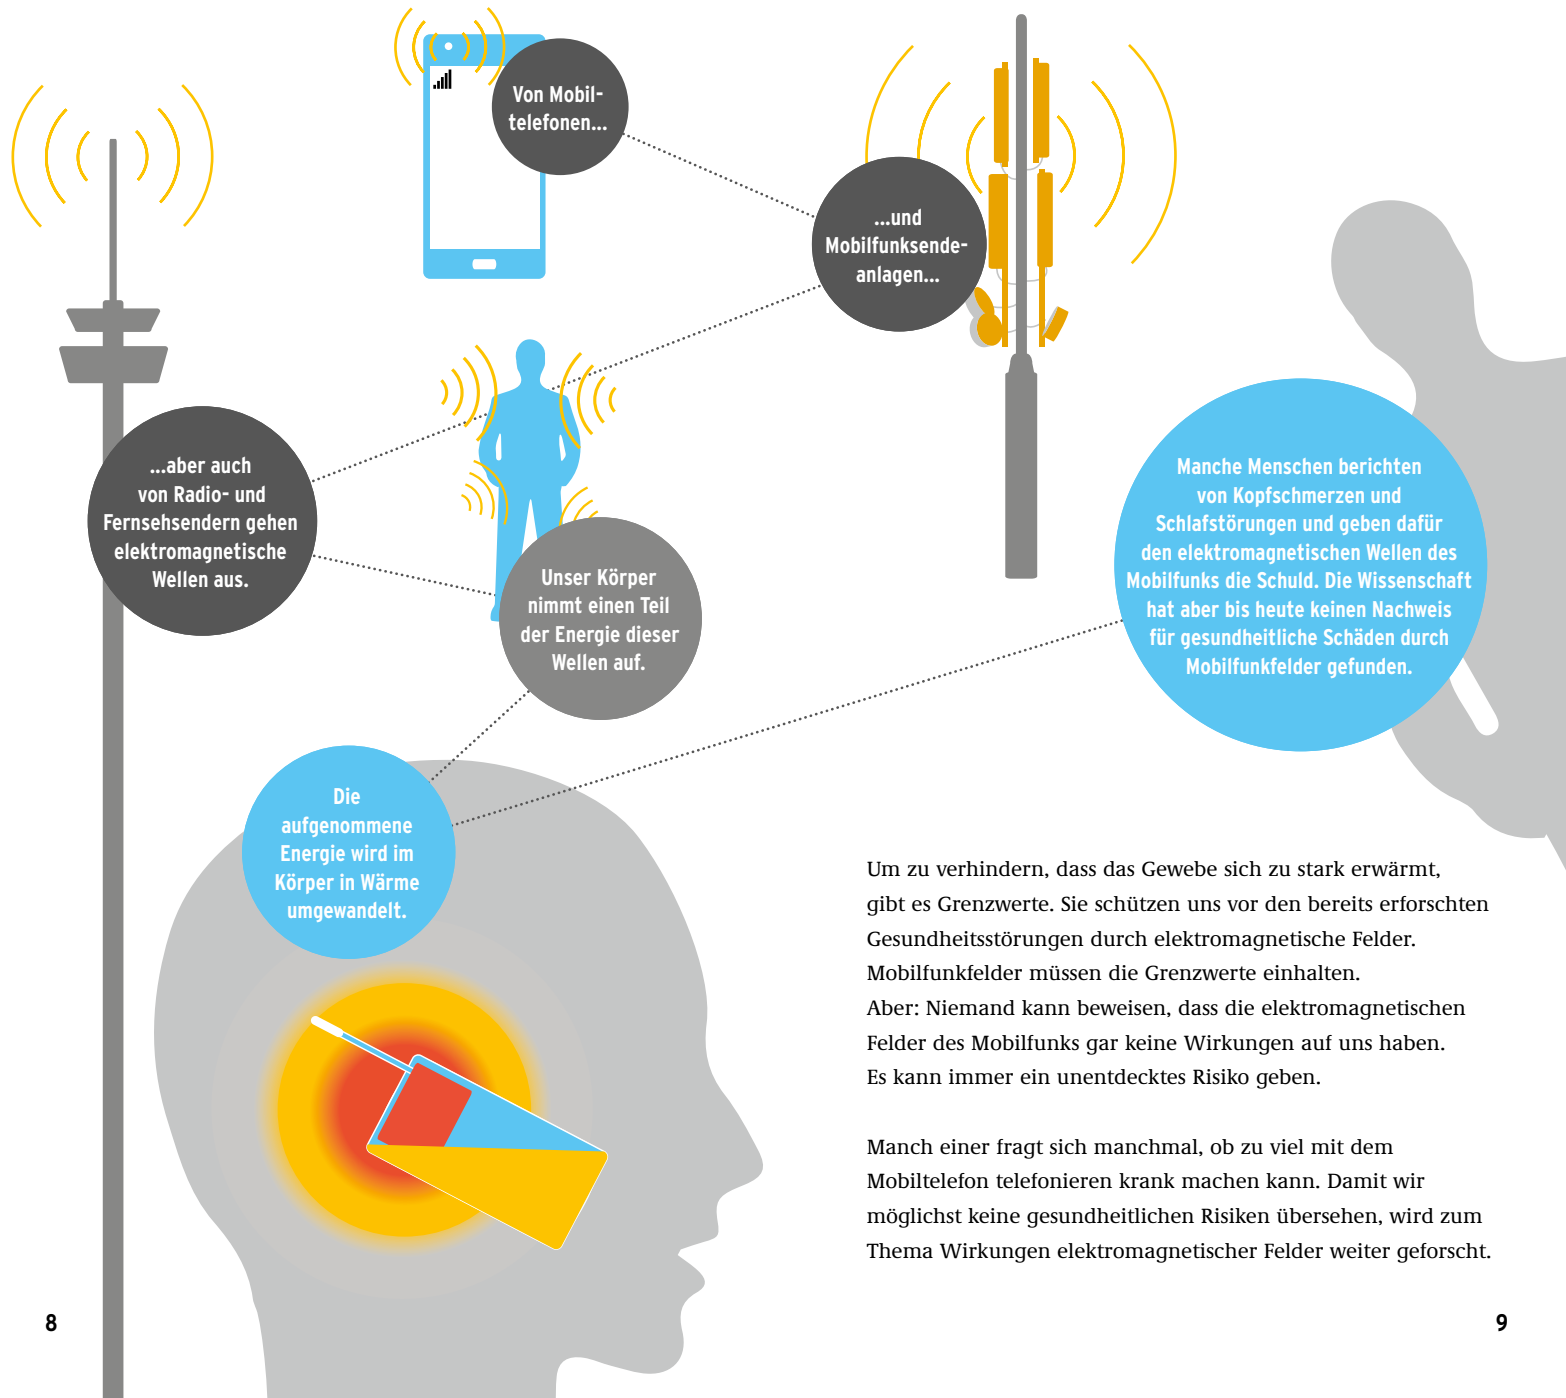 Von Mobil-
telefonen...
...und
Mobilfunksende-
anlagen...
...aber auch
von Radio- und
Fernsehsendern gehen
elektromagnetische
Wellen aus.
Unser Körper
nimmt einen Teil
der Energie dieser
Wellen auf.
Die
aufgenommene
Energie wird im
Körper in Wärme
umgewandelt.
Manche Menschen berichten
von Kopfschmerzen und
Schlafstörungen und geben dafür
den elektromagnetischen Wellen des
Mobilfunks die Schuld. Die Wissenschaft
hat aber bis heute keinen Nachweis
für gesundheitliche Schäden durch
Mobilfunkfelder gefunden.
Um zu verhindern, dass das Gewebe sich zu stark erwärmt,
gibt es Grenzwerte. Sie schützen uns vor den bereits erforschten
Gesundheitsstörungen durch elektromagnetische Felder.
Mobilfunkfelder müssen die Grenzwerte einhalten.
Aber: Niemand kann beweisen, dass die elektromagnetischen
Felder des Mobilfunks gar keine Wirkungen auf uns haben.
Es kann immer ein unentdecktes Risiko geben.
Manch einer fragt sich manchmal, ob zu viel mit dem
Mobiltelefon telefonieren krank machen kann. Damit wir
möglichst keine gesundheitlichen Risiken übersehen, wird zum
Thema Wirkungen elektromagnetischer Felder weiter geforscht.
8
9